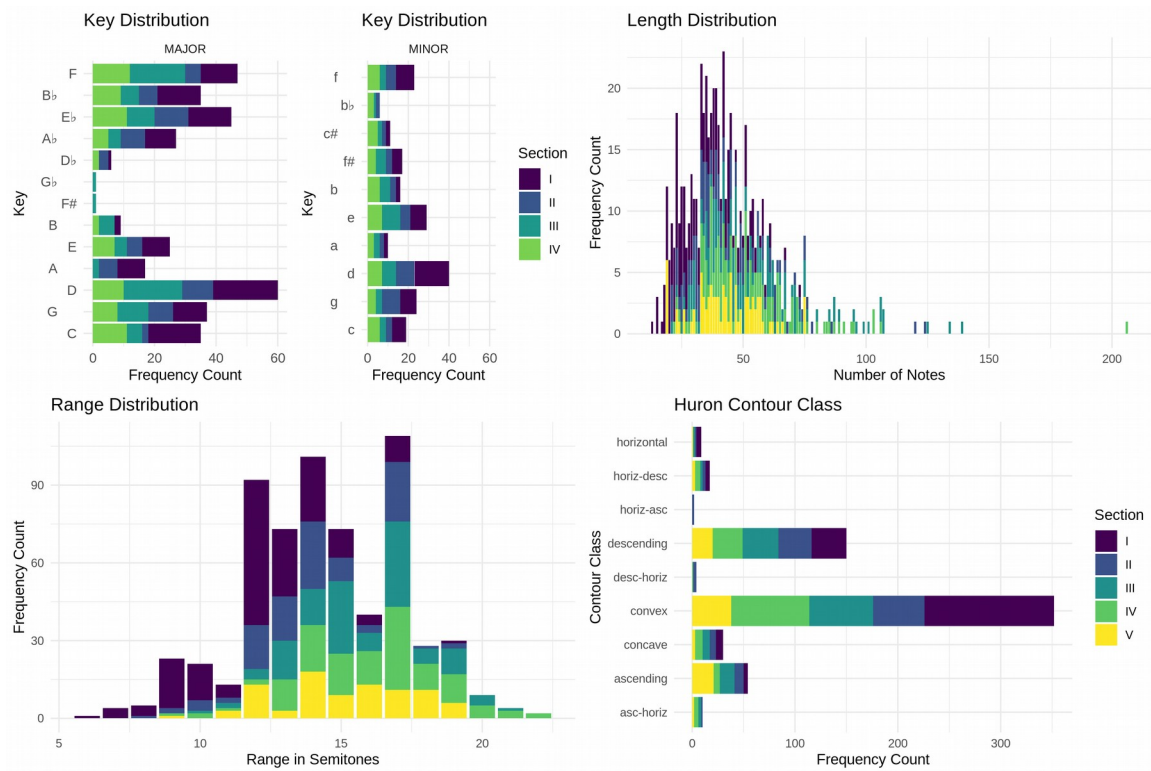 Key Distribution
MAJOR
Key
F
B♭
E♭
A♭
D♭
G♭
F#
B
E
A
D
G
C
0 20 40 60
Frequency Count
Key Distribution
MINOR
Key
f
b♭
c#
f#
b
e
a
d
g
c
0 20 40 60
Frequency Count
Section
I
II
III
IV
Length Distribution
Frequency Count
20
15
10
5
0
50 100 150 200
Number of Notes
Range Distribution
Frequency Count
90
60
30
0
5 10 15 20
Range in Semitones
Huron Contour Class
Contour Class
horizontal
horiz-desc
horiz-asc
descending
desc-horiz
convex
concave
ascending
asc-horiz
0 100 200 300
Frequency Count
Section
I
II
III
IV
V